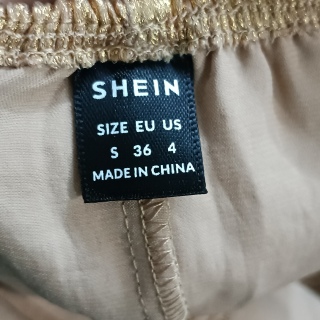 SHEIN
SIZE EU US
S 36 4
MADE IN CHINA